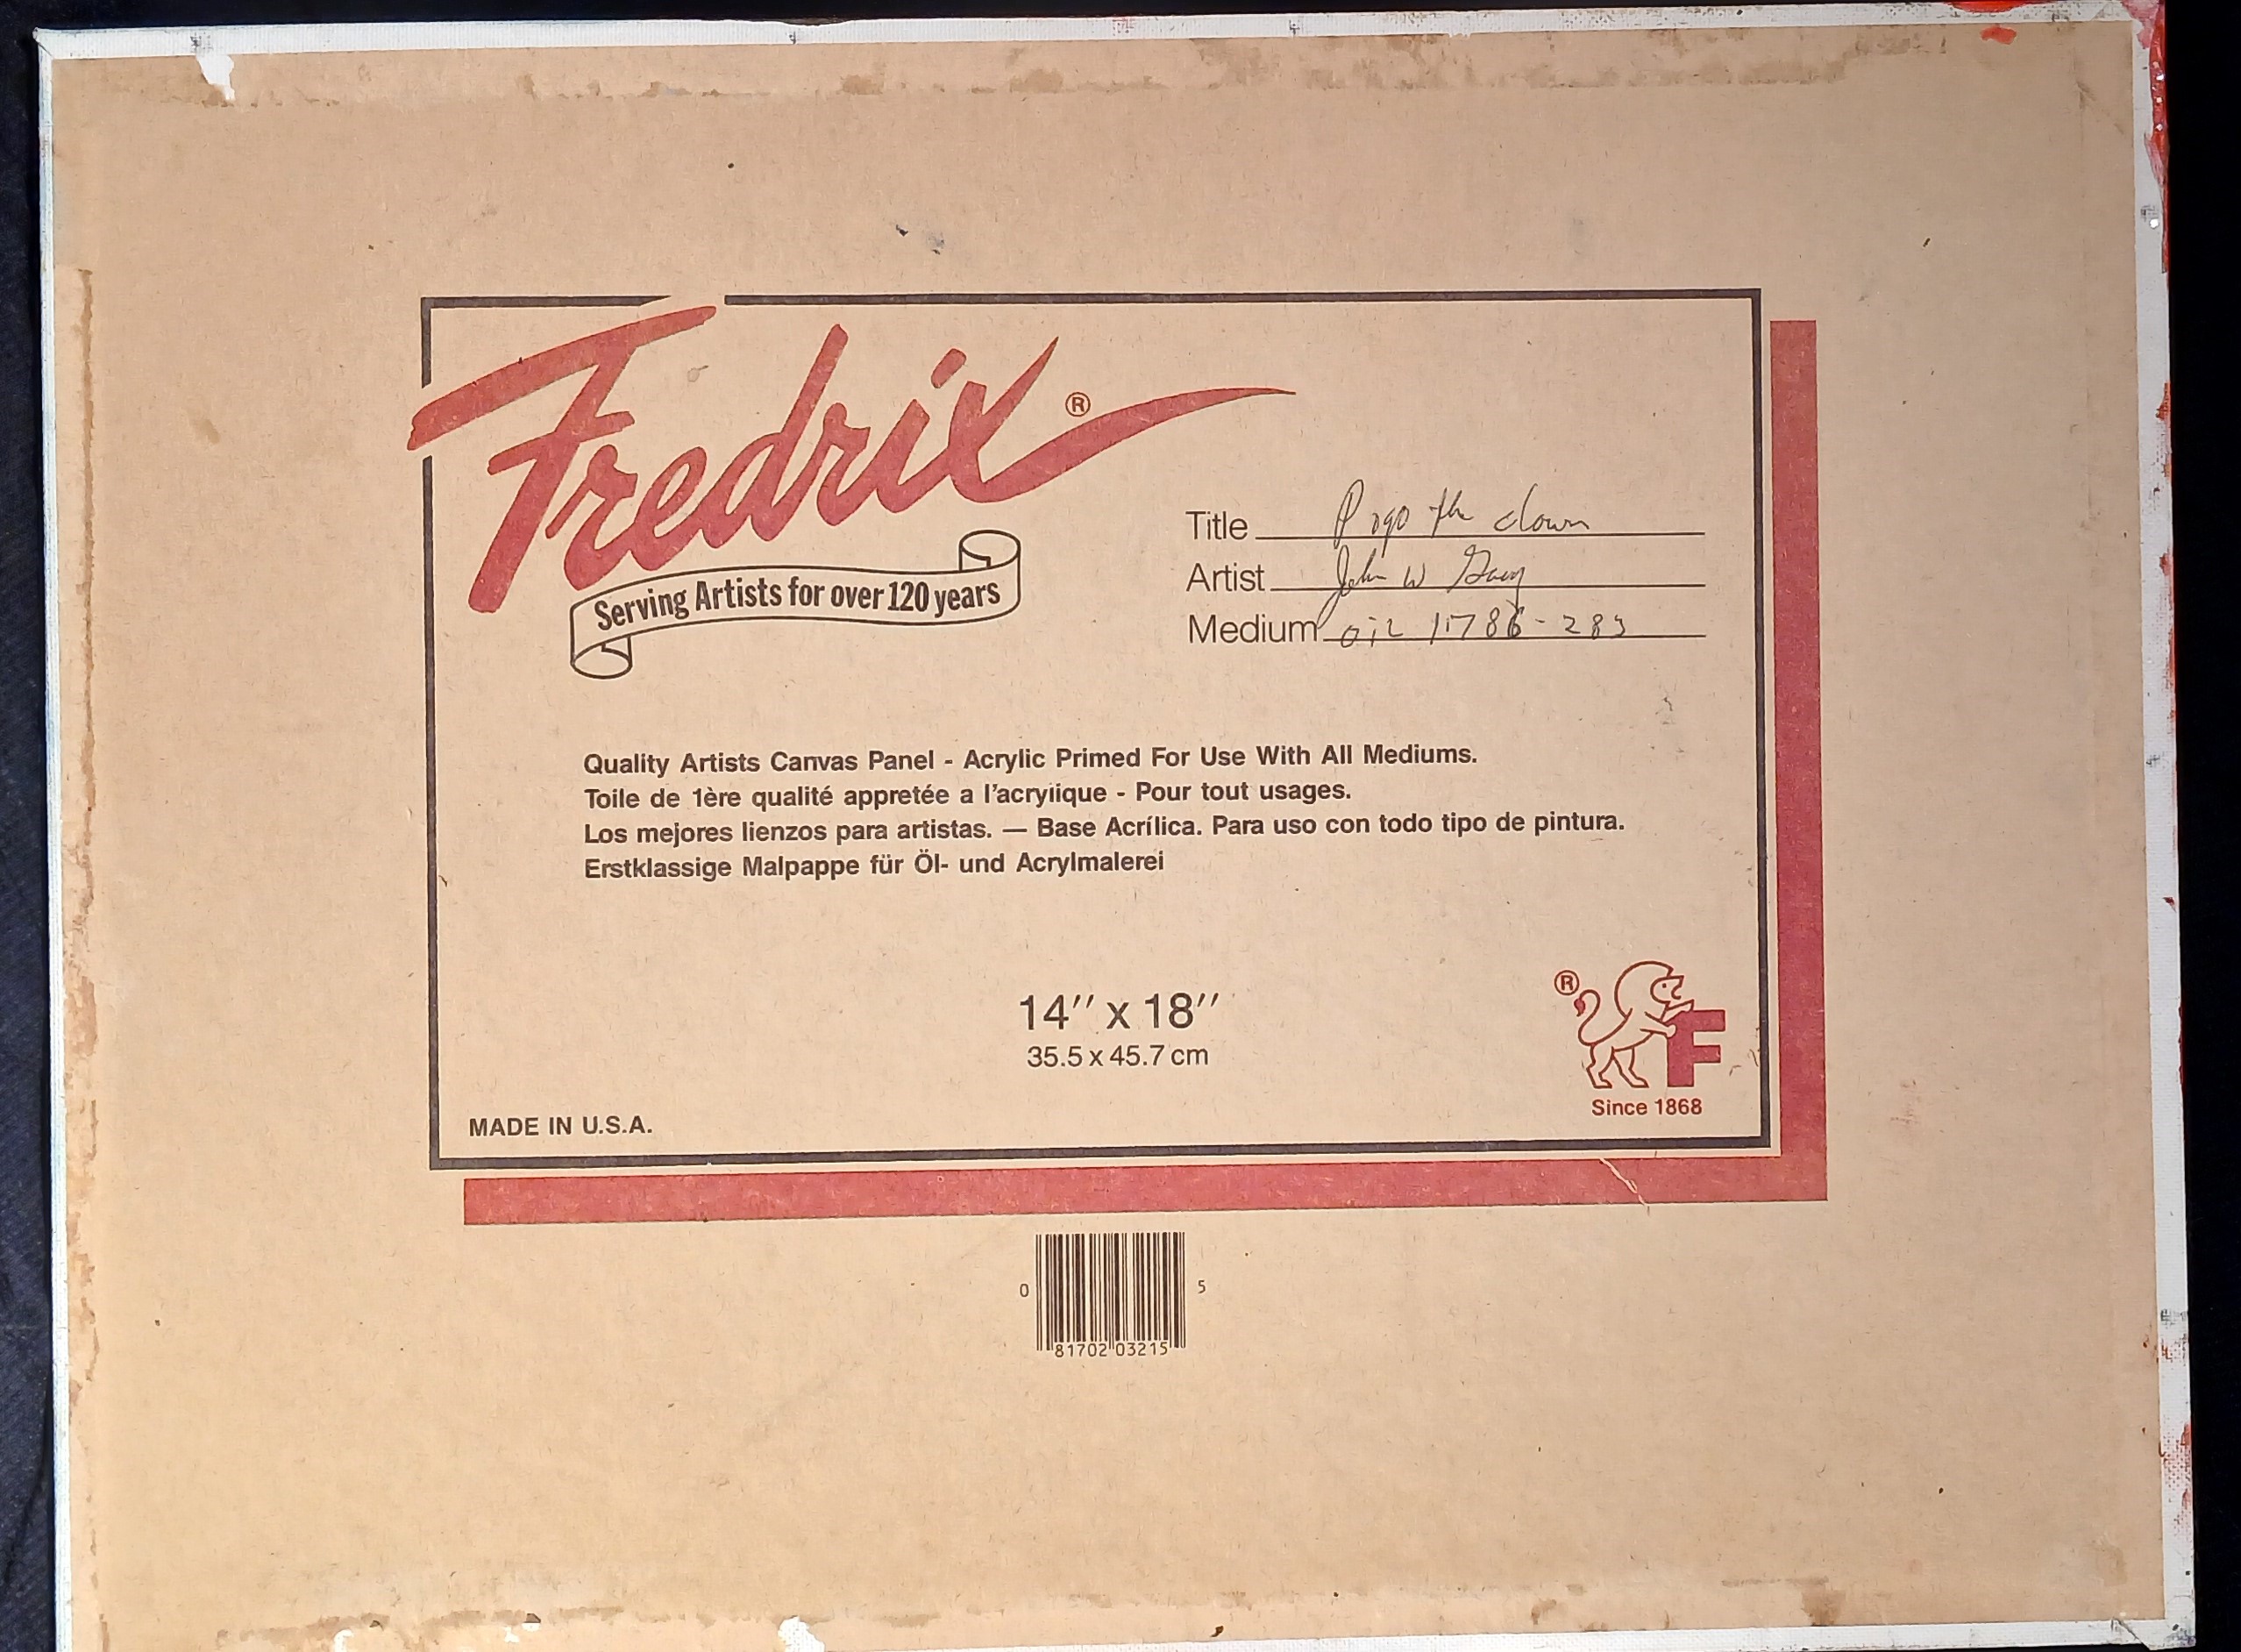 Fredrix®
Serving Artists for over 120 years
Title Pogo the clown
Artist John W Gacy
Medium oil 11786-283
Quality Artists Canvas Panel - Acrylic Primed For Use With All Mediums.
Toile de 1ère qualité appretée a l'acryiique - Pour tout usages.
Los mejores lienzos para artistas. — Base Acrílica. Para uso con todo tipo de pintura.
Erstklassige Malpappe für Öl- und Acrylmalerei
14″ x 18″
35.5 x 45.7 cm
® F
Since 1868
MADE IN U.S.A.
0 81702 03215 5